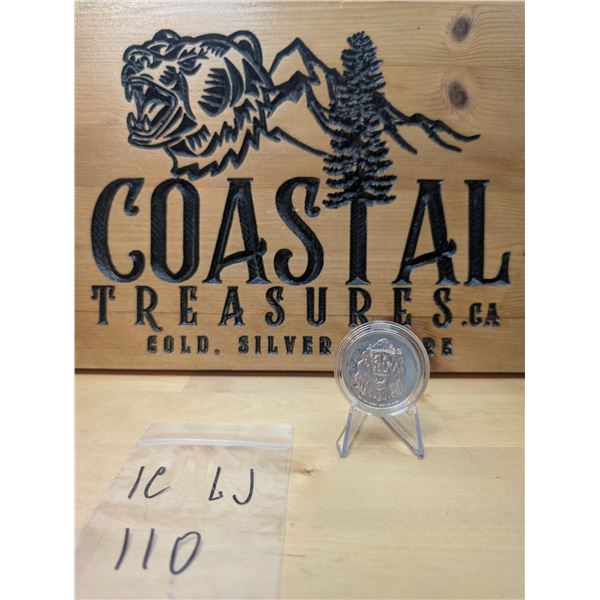 COASTAL
TREASURES.CA
GOLD, SILVER
1C LJ
110